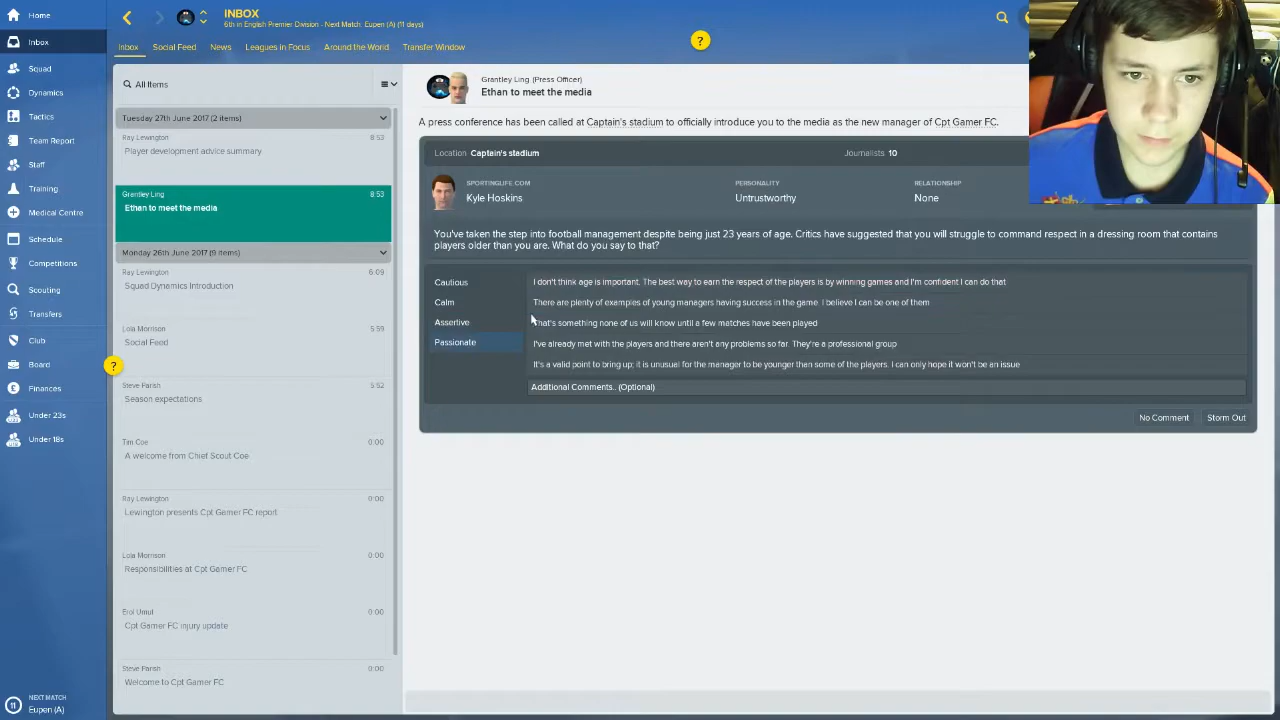 Home
Inbox
Squad
Dynamics
Tactics
Team Report
Staff
Training
Medical Centre
Schedule
Competitions
Scouting
Transfers
Club
Board
Finances
Under 23s
Under 18s
NEXT MATCH
11
Eupen (A)
INBOX
6th in English Premier Division - Next Match: Eupen (A) (11 days)
Inbox
Social Feed
News
Leagues in Focus
Around the World
Transfer Window
?
?
All Items
Tuesday 27th June 2017 (2 items)
Ray Lewington 8:53
Player development advice summary
Grantley Ling 8:53
Ethan to meet the media
Monday 26th June 2017 (9 items)
Ray Lewington 6:09
Squad Dynamics Introduction
Lola Morrison 5:59
Social Feed
Steve Parish 5:52
Season expectations
Tim Coe 0:00
A welcome from Chief Scout Coe
Ray Lewington 0:00
Lewington presents Cpt Gamer FC report
Lola Morrison 0:00
Responsibilities at Cpt Gamer FC
Erol Umut 0:00
Cpt Gamer FC injury update
Steve Parish 0:00
Welcome to Cpt Gamer FC
Grantley Ling (Press Officer)
Ethan to meet the media
A press conference has been called at Captain's stadium to officially introduce you to the media as the new manager of Cpt Gamer FC.
Location Captain's stadium
Journalists 10
SPORTINGLIFE.COM
Kyle Hoskins
PERSONALITY
Untrustworthy
RELATIONSHIP
None
You've taken the step into football management despite being just 23 years of age. Critics have suggested that you will struggle to command respect in a dressing room that contains
players older than you are. What do you say to that?
Cautious
Calm
Assertive
Passionate
I don't think age is important. The best way to earn the respect of the players is by winning games and I'm confident I can do that
There are plenty of examples of young managers having success in the game. I believe I can be one of them
That's something none of us will know until a few matches have been played
I've already met with the players and there aren't any problems so far. They're a professional group
It's a valid point to bring up; it is unusual for the manager to be younger than some of the players. I can only hope it won't be an issue
Additional Comments.. (Optional)
No Comment
Storm Out